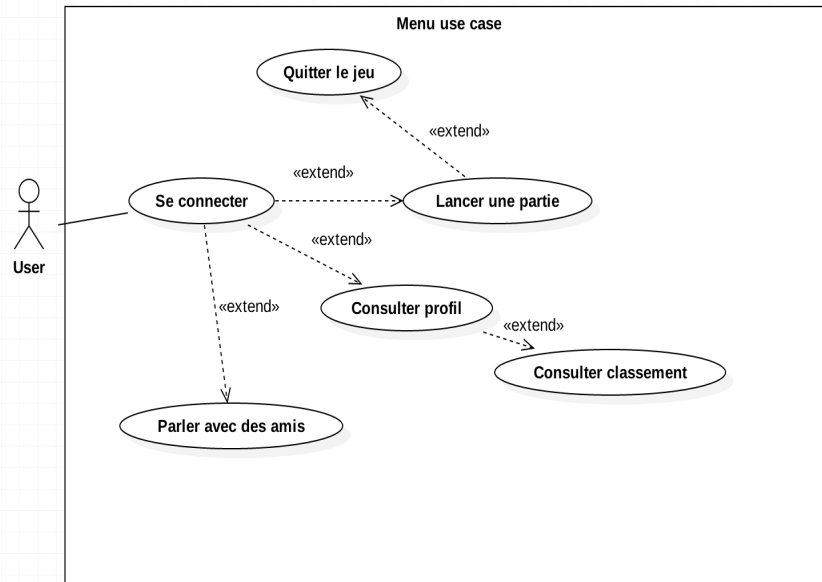 Menu use case
Quitter le jeu
«extend»
«extend»
Se connecter
Lancer une partie
«extend»
User
«extend»
Consulter profil
«extend»
Consulter classement
Parler avec des amis